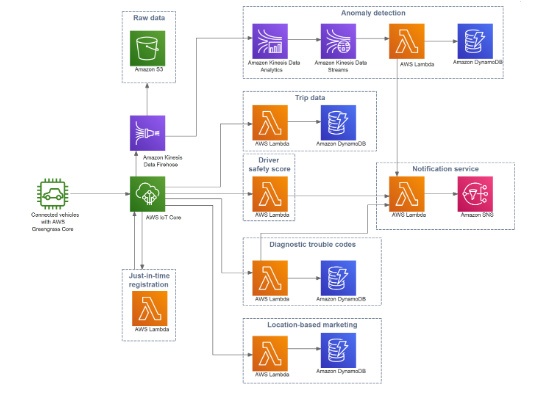 Raw data
Amazon S3
Anomaly detection
Amazon Kinesis Data
Analytics
Amazon Kinesis Data
Streams
AWS Lambda
Amazon DynamoDB
Amazon Kinesis
Data Firehose
Trip data
AWS Lambda
Amazon DynamoDB
Driver
safety score
AWS Lambda
Notification service
AWS Lambda
Amazon SNS
Connected vehicles
with AWS
Greengrass Core
AWS IoT Core
Diagnostic trouble codes
AWS Lambda
Amazon DynamoDB
Just-in-time
registration
AWS Lambda
Location-based marketing
AWS Lambda
Amazon DynamoDB